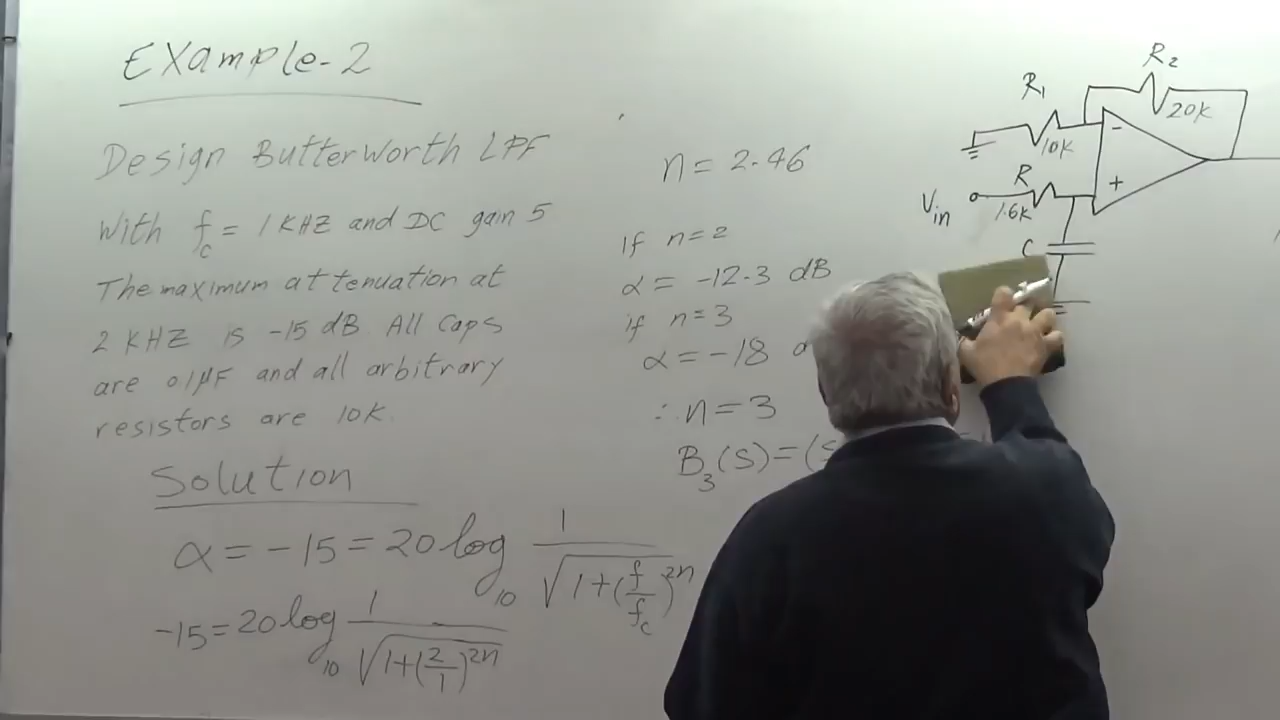 Example-2
Design Butterworth LPF
with fc = 1 KHZ and DC gain 5
The maximum attenuation at
2 KHZ is -15 dB All Caps
are 0.1μF and all arbitrary
resistors are 10K.
Solution
α = -15 = 20 log10 1/√(1+(f/fc)^2n)
-15 = 20 log10 1/√(1+(2/1)^2n)
n = 2.46
if n=2
α = -12.3 dB
if n=3
α = -18
∴ n = 3
B3(S) = (S
R1
10K
R2
20K
-
+
R
1.6K
Vin
C